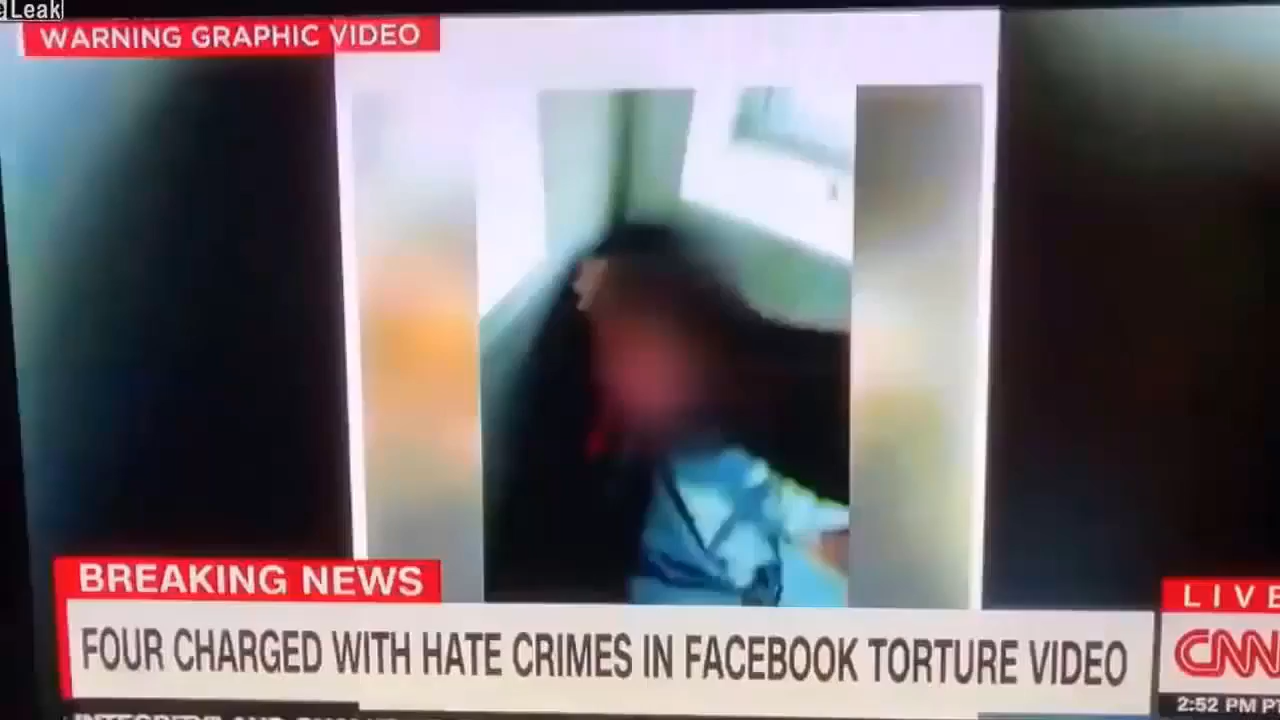 Leak
WARNING GRAPHIC VIDEO
BREAKING NEWS
FOUR CHARGED WITH HATE CRIMES IN FACEBOOK TORTURE VIDEO
LIVE
CNN
2:52 PM PT